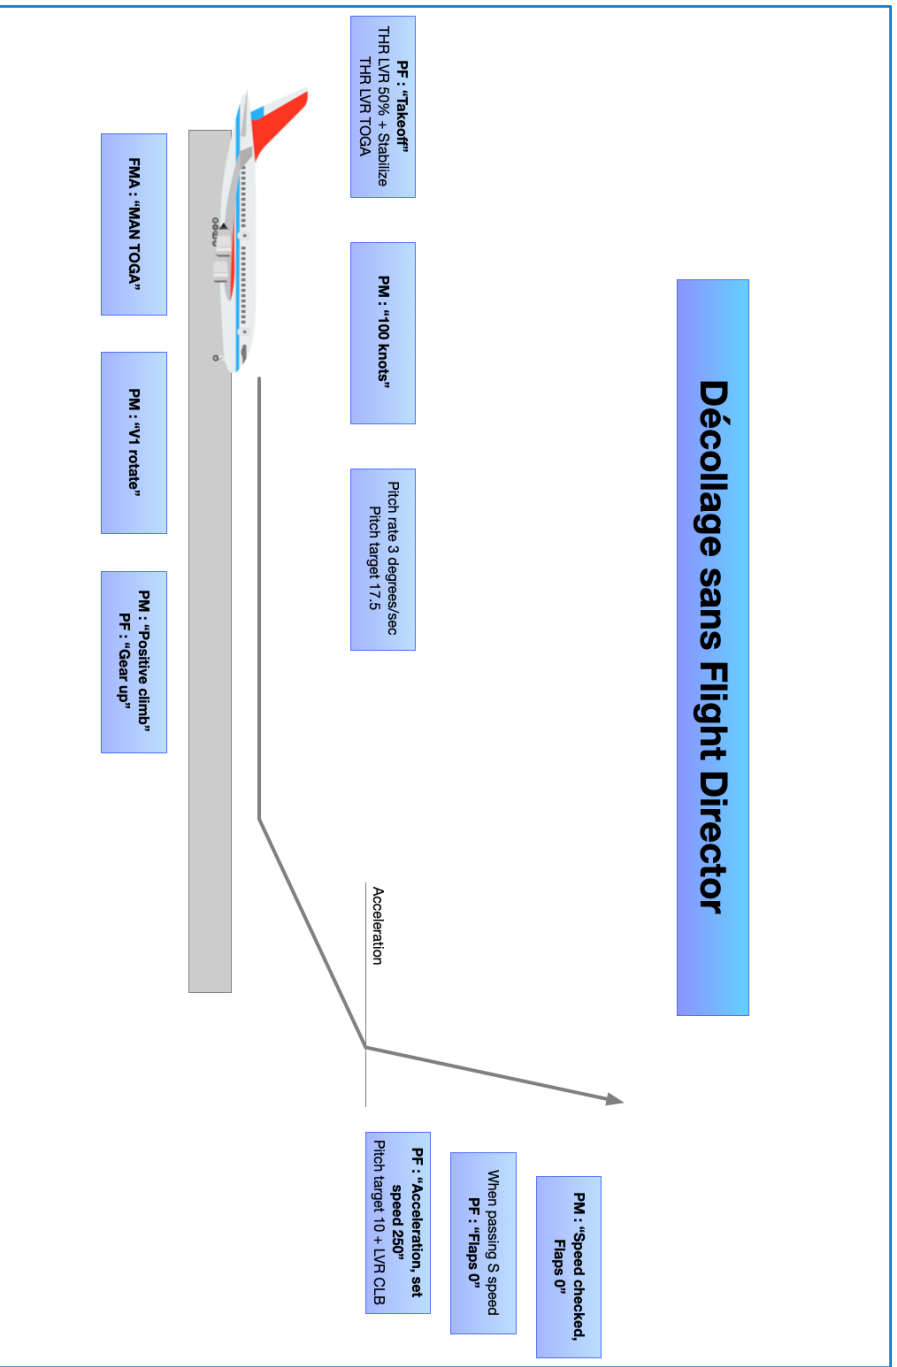 Décollage sans Flight Director
PF : “Takeoff”
THR LVR 50% + Stabilize
THR LVR TOGA
PM : “100 knots”
Pitch rate 3 degrees/sec
Pitch target 17.5
FMA : “MAN TOGA”
PM : “V1 rotate”
PM : “Positive climb”
PF : “Gear up”
Acceleration
PF : “Acceleration, set
speed 250”
Pitch target 10 + LVR CLB
When passing S speed
PF : “Flaps 0”
PM : “Speed checked,
Flaps 0”